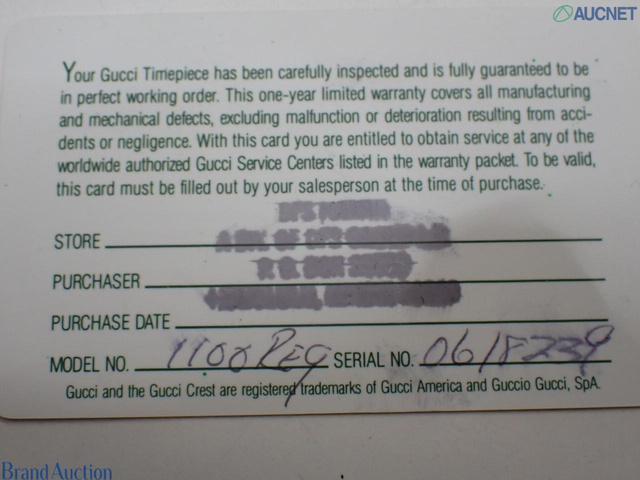 AUCNET
Your Gucci Timepiece has been carefully inspected and is fully guaranteed to be
in perfect working order. This one-year limited warranty covers all manufacturing
and mechanical defects, excluding malfunction or deterioration resulting from acci-
dents or negligence. With this card you are entitled to obtain service at any of the
worldwide authorized Gucci Service Centers listed in the warranty packet. To be valid,
this card must be filled out by your salesperson at the time of purchase.
STORE
PURCHASER
PURCHASE DATE
MODEL NO. 1100 Reg SERIAL NO. 0618239
Gucci and the Gucci Crest are registered trademarks of Gucci America and Guccio Gucci, SpA.
Brand Auction